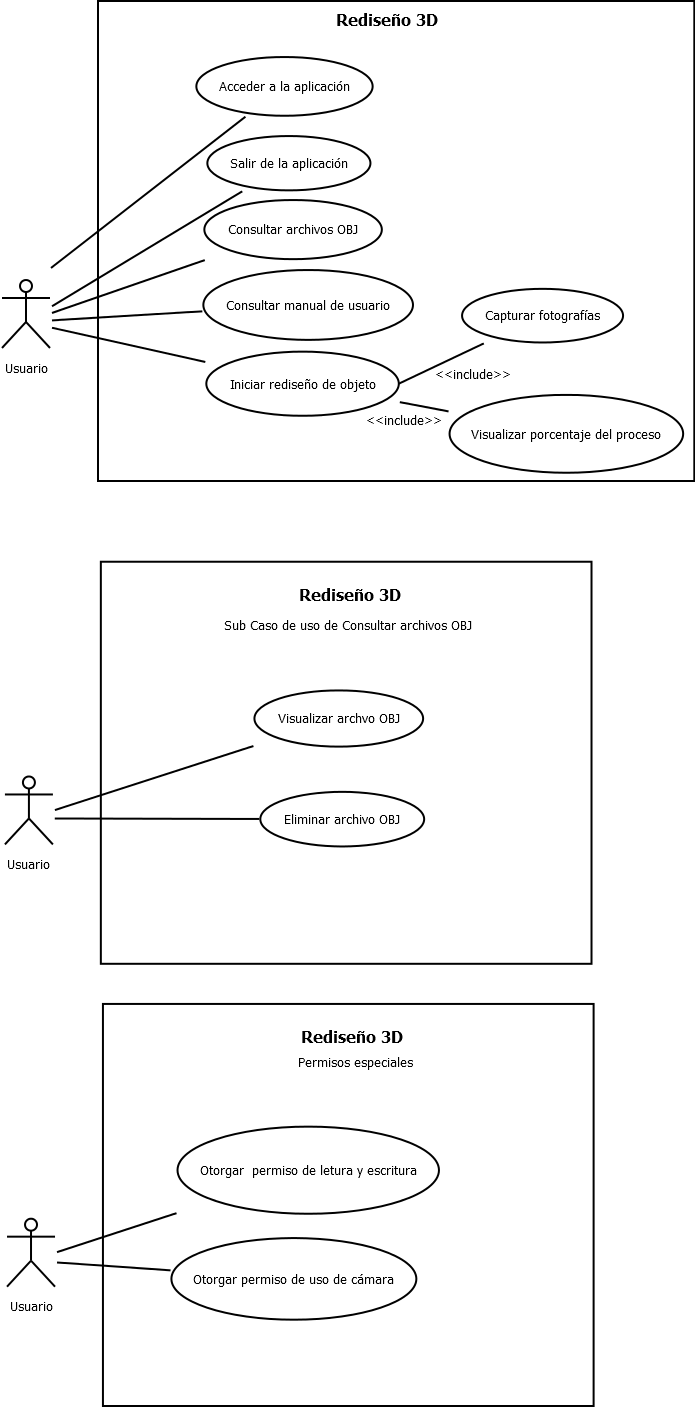 Rediseño 3D
Acceder a la aplicación
Salir de la aplicación
Consultar archivos OBJ
Consultar manual de usuario
Capturar fotografías
Usuario
Iniciar rediseño de objeto
<<include>>
<<include>>
Visualizar porcentaje del proceso
Rediseño 3D
Sub Caso de uso de Consultar archivos OBJ
Visualizar archvo OBJ
Eliminar archivo OBJ
Usuario
Rediseño 3D
Permisos especiales
Otorgar  permiso de letura y escritura
Otorgar permiso de uso de cámara
Usuario